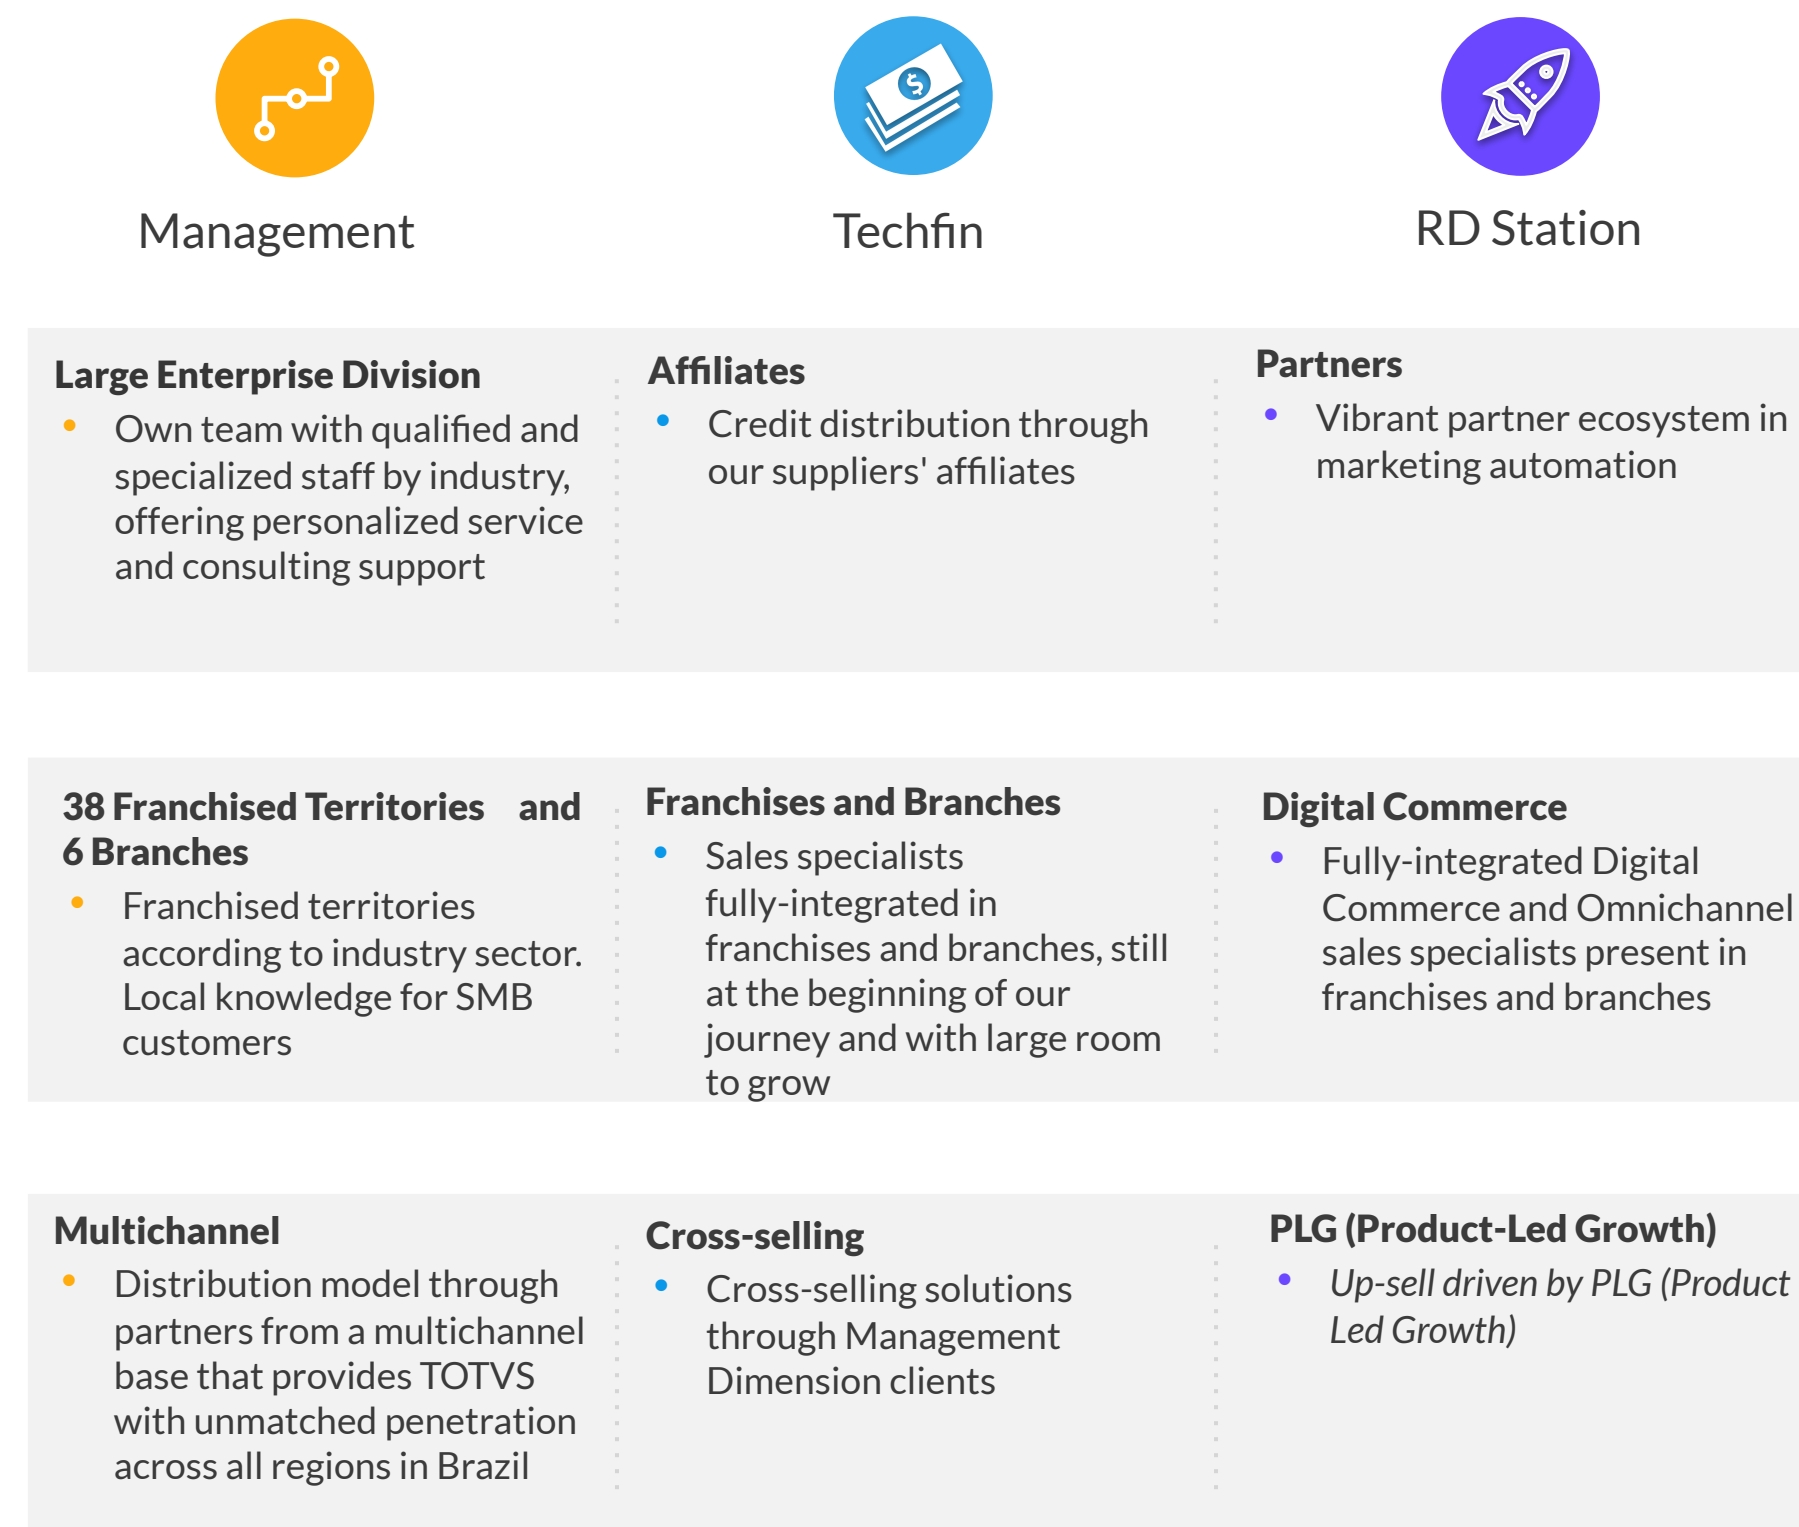 Management
Techfin
RD Station
Large Enterprise Division
• Own team with qualified and
specialized staff by industry,
offering personalized service
and consulting support
Affiliates
• Credit distribution through
our suppliers' affiliates
Partners
• Vibrant partner ecosystem in
marketing automation
38 Franchised Territories and
6 Branches
• Franchised territories
according to industry sector.
Local knowledge for SMB
customers
Franchises and Branches
• Sales specialists
fully-integrated in
franchises and branches, still
at the beginning of our
journey and with large room
to grow
Digital Commerce
• Fully-integrated Digital
Commerce and Omnichannel
sales specialists present in
franchises and branches
Multichannel
• Distribution model through
partners from a multichannel
base that provides TOTVS
with unmatched penetration
across all regions in Brazil
Cross-selling
• Cross-selling solutions
through Management
Dimension clients
PLG (Product-Led Growth)
• Up-sell driven by PLG (Product
Led Growth)